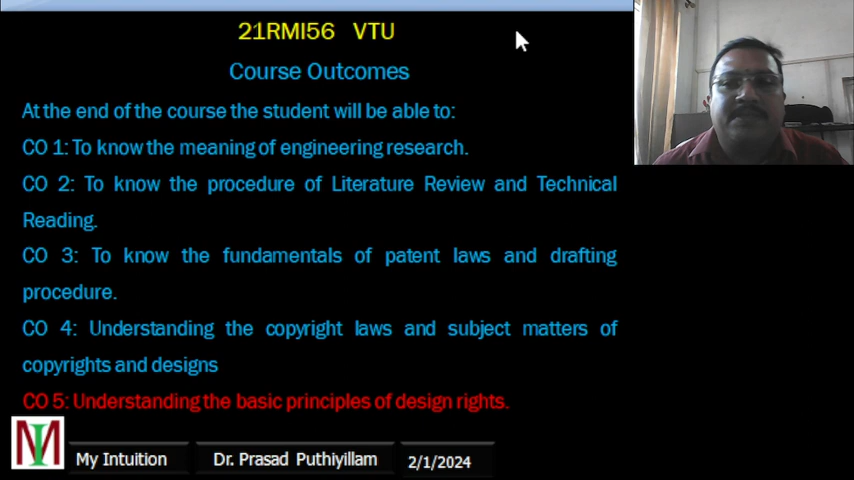 21RMI56 VTU
Course Outcomes
At the end of the course the student will be able to:
CO 1: To know the meaning of engineering research.
CO 2: To know the procedure of Literature Review and Technical
Reading.
CO 3: To know the fundamentals of patent laws and drafting
procedure.
CO 4: Understanding the copyright laws and subject matters of
copyrights and designs
CO 5: Understanding the basic principles of design rights.
MI
My Intuition
Dr. Prasad Puthiyillam
2/1/2024